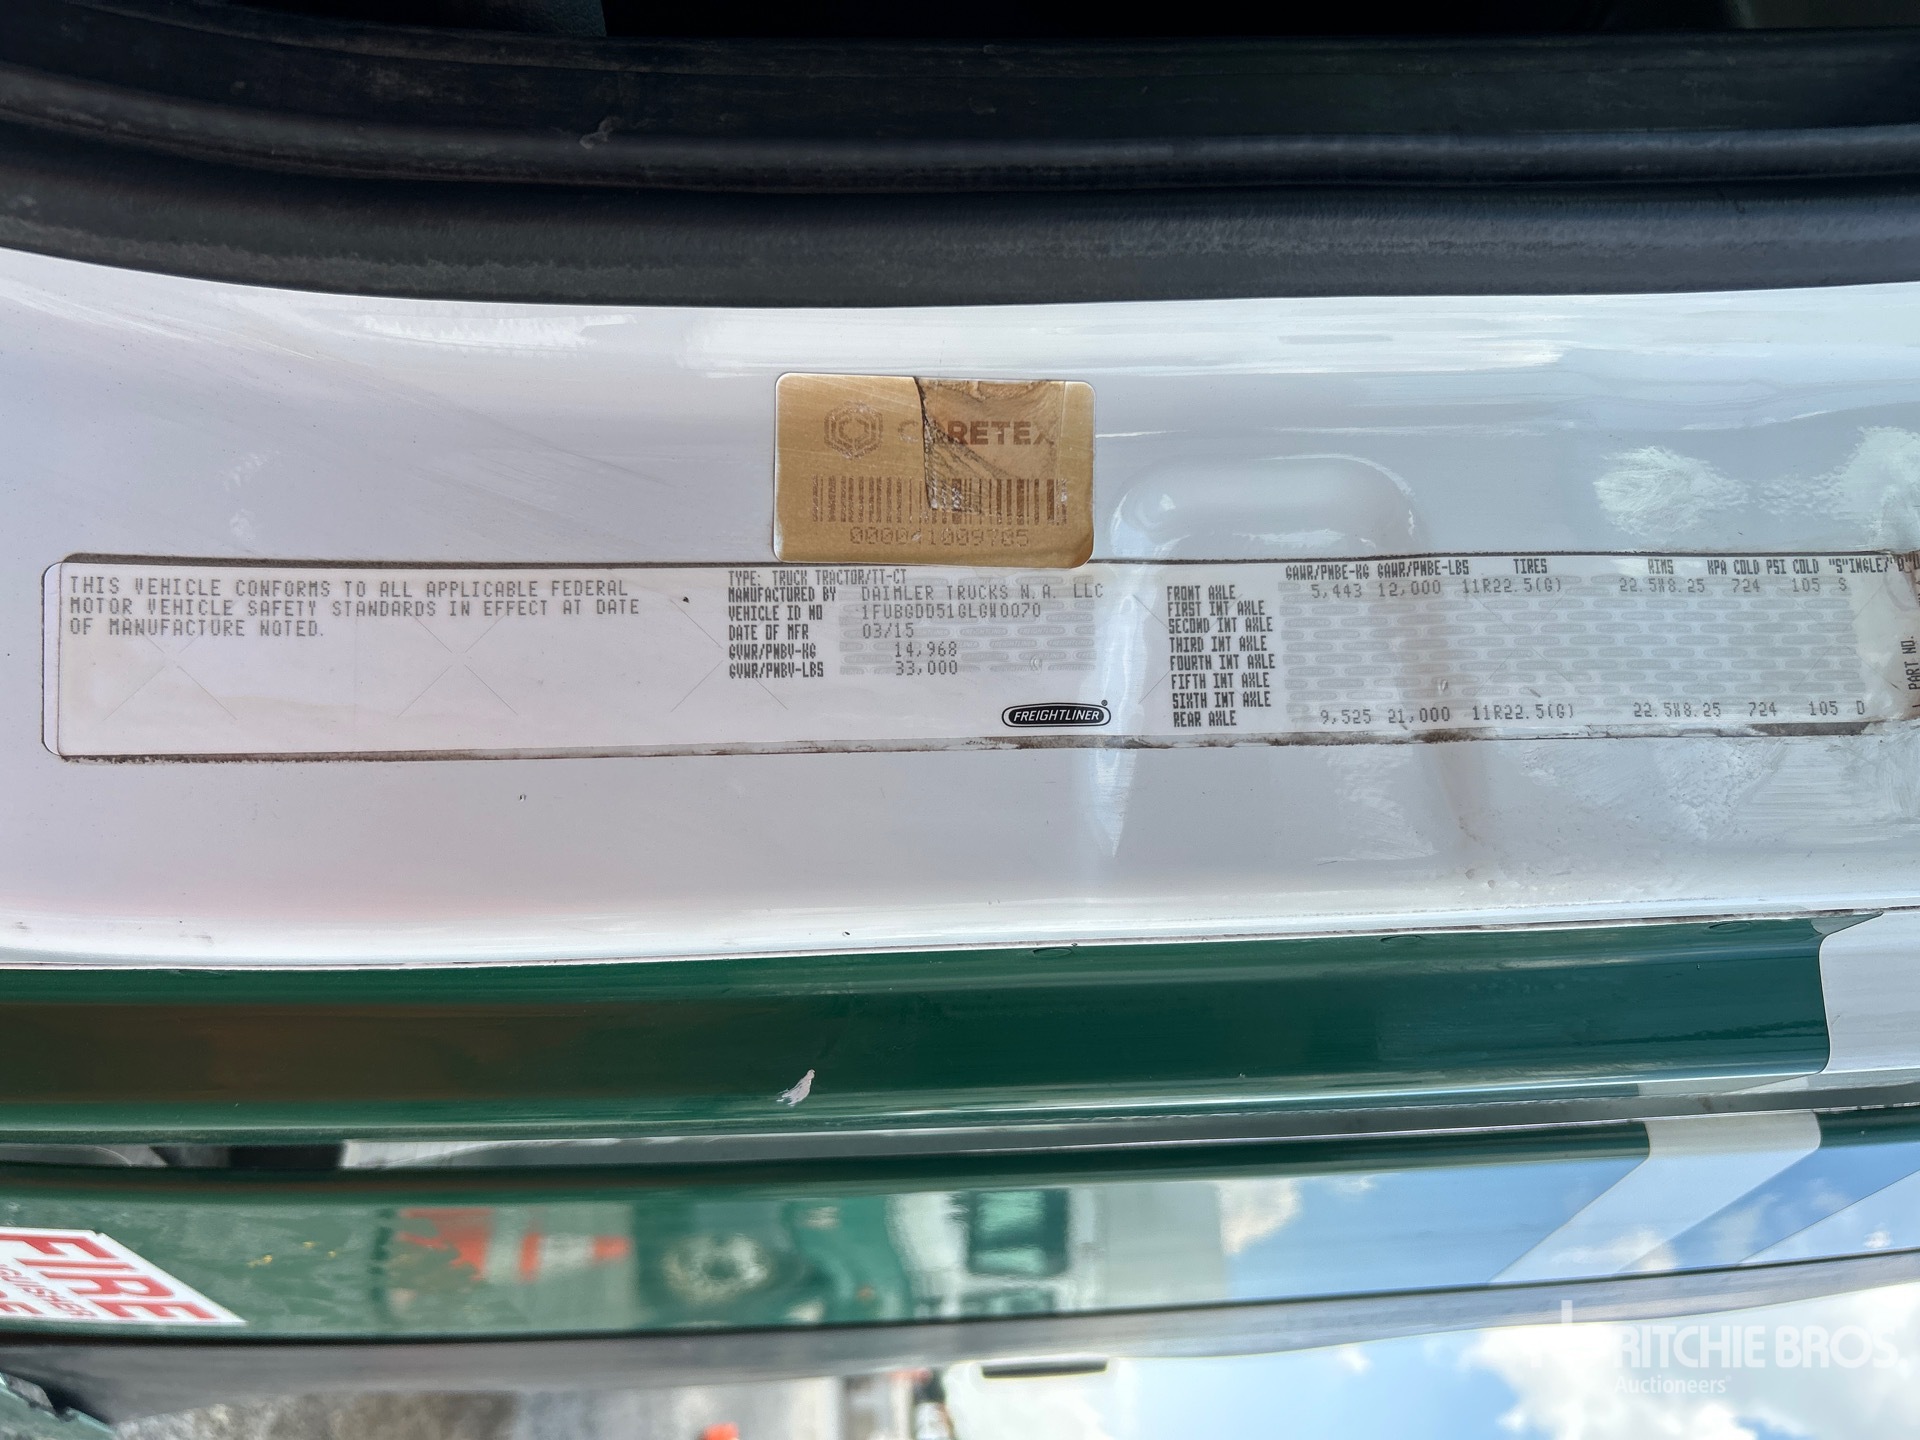 CARETEX
000041009705
THIS VEHICLE CONFORMS TO ALL APPLICABLE FEDERAL
MOTOR VEHICLE SAFETY STANDARDS IN EFFECT AT DATE
OF MANUFACTURE NOTED.
TYPE: TRUCK TRACTOR/TT-CT
MANUFACTURED BY DAIMLER TRUCKS N.A. LLC
VEHICLE ID NO 1FUBGDD51GLGW0070
DATE OF MFR 03/15
GVWR/PNBV-KG 14,968
GVWR/PNBV-LBS 33,000
FREIGHTLINER
GAWR/PNBE-KG GAWR/PNBE-LBS TIRES RIMS KPA COLD PSI COLD "S"INGLE/"D"U
FRONT AXLE 5,443 12,000 11R22.5(G) 22.5X8.25 724 105 S
FIRST INT AXLE
SECOND INT AXLE
THIRD INT AXLE
FOURTH INT AXLE
FIFTH INT AXLE
SIXTH INT AXLE
REAR AXLE 9,525 21,000 11R22.5(G) 22.5X8.25 724 105 D
PART NO.
FIRE
RITCHIE BROS.
Auctioneers